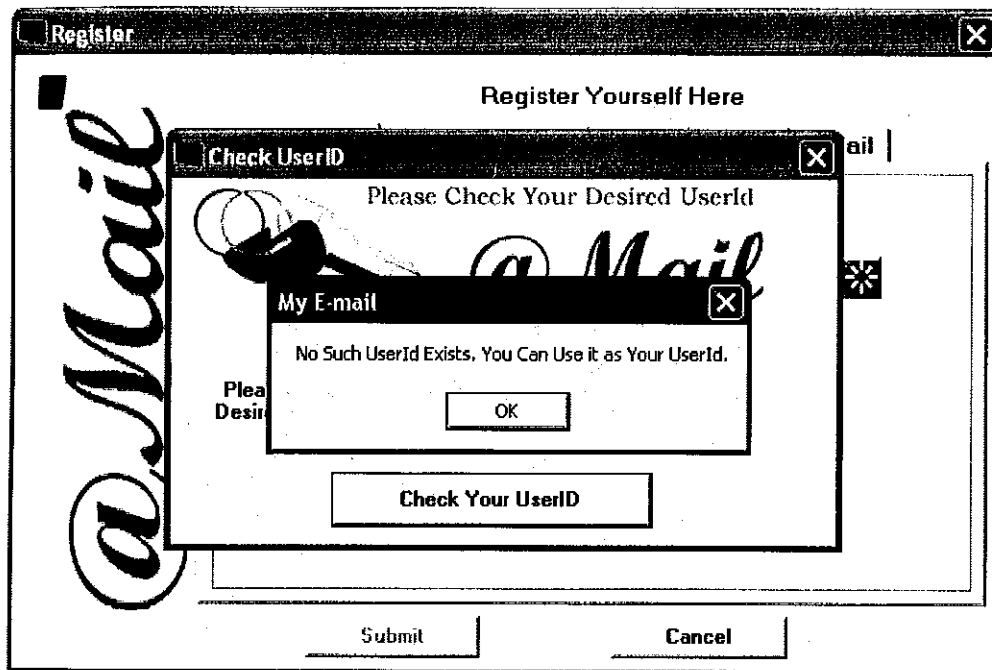 Register
Register Yourself Here
@Mail
ail
Check UserID
Please Check Your Desired UserId
@ Mail
My E-mail
No Such UserId Exists, You Can Use it as Your UserId.
OK
Plea
Desir
Check Your UserID
Submit
Cancel